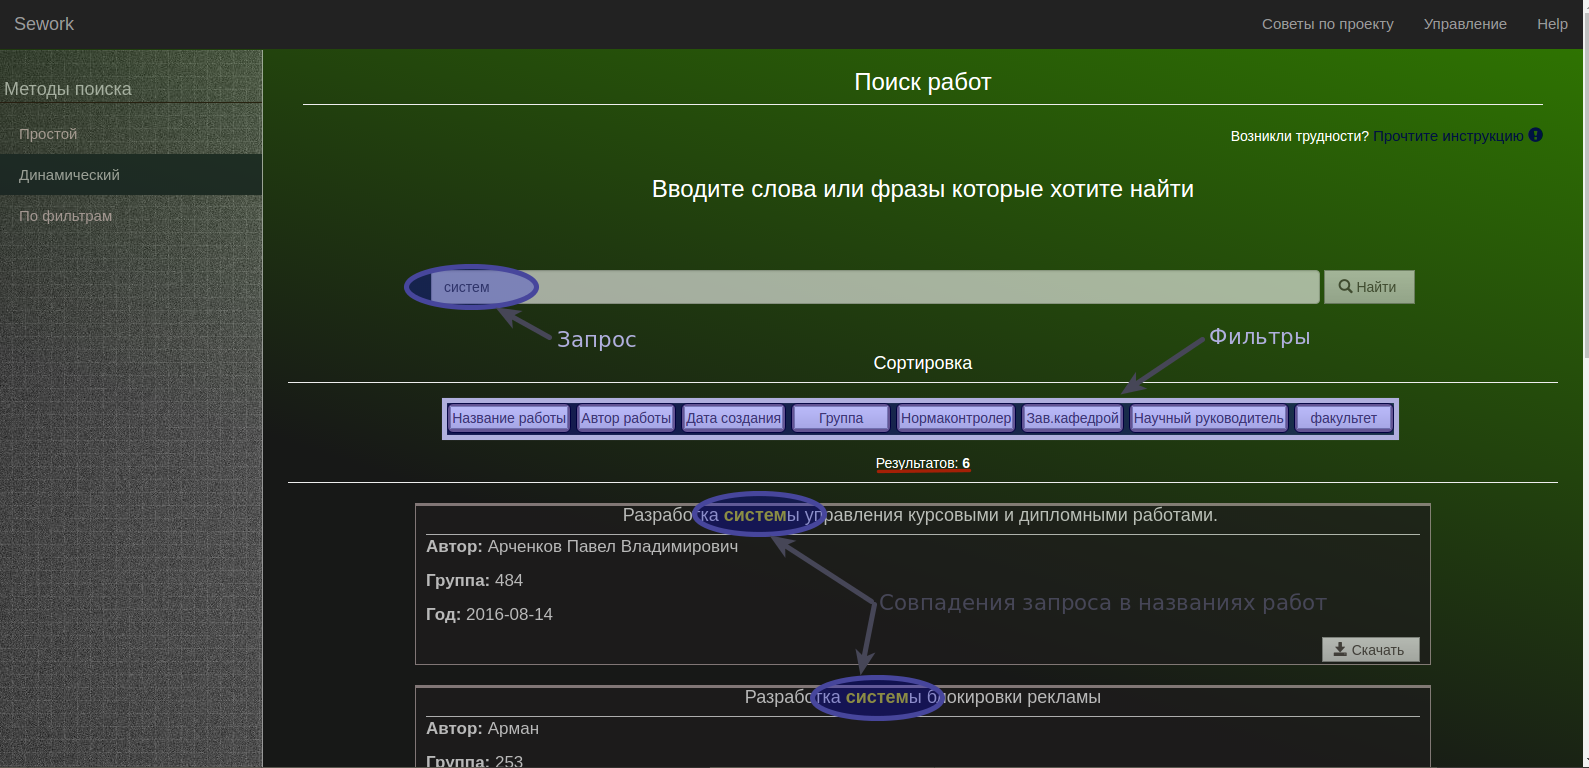 Sework
Советы по проекту
Управление
Help
Методы поиска
Простой
Динамический
По фильтрам
Поиск работ
Возникли трудности? Прочтите инструкцию
Вводите слова или фразы которые хотите найти
систем
Найти
Запрос
Фильтры
Сортировка
Название работы
Автор работы
Дата создания
Группа
Нормаконтролер
Зав.кафедрой
Научный руководитель
факультет
Результатов: 6
Разработка системы управления курсовыми и дипломными работами.
Автор: Арченков Павел Владимирович
Группа: 484
Совпадения запроса в названиях работ
Год: 2016-08-14
Скачать
Разработка системы блокировки рекламы
Автор: Арман
Группа: 253